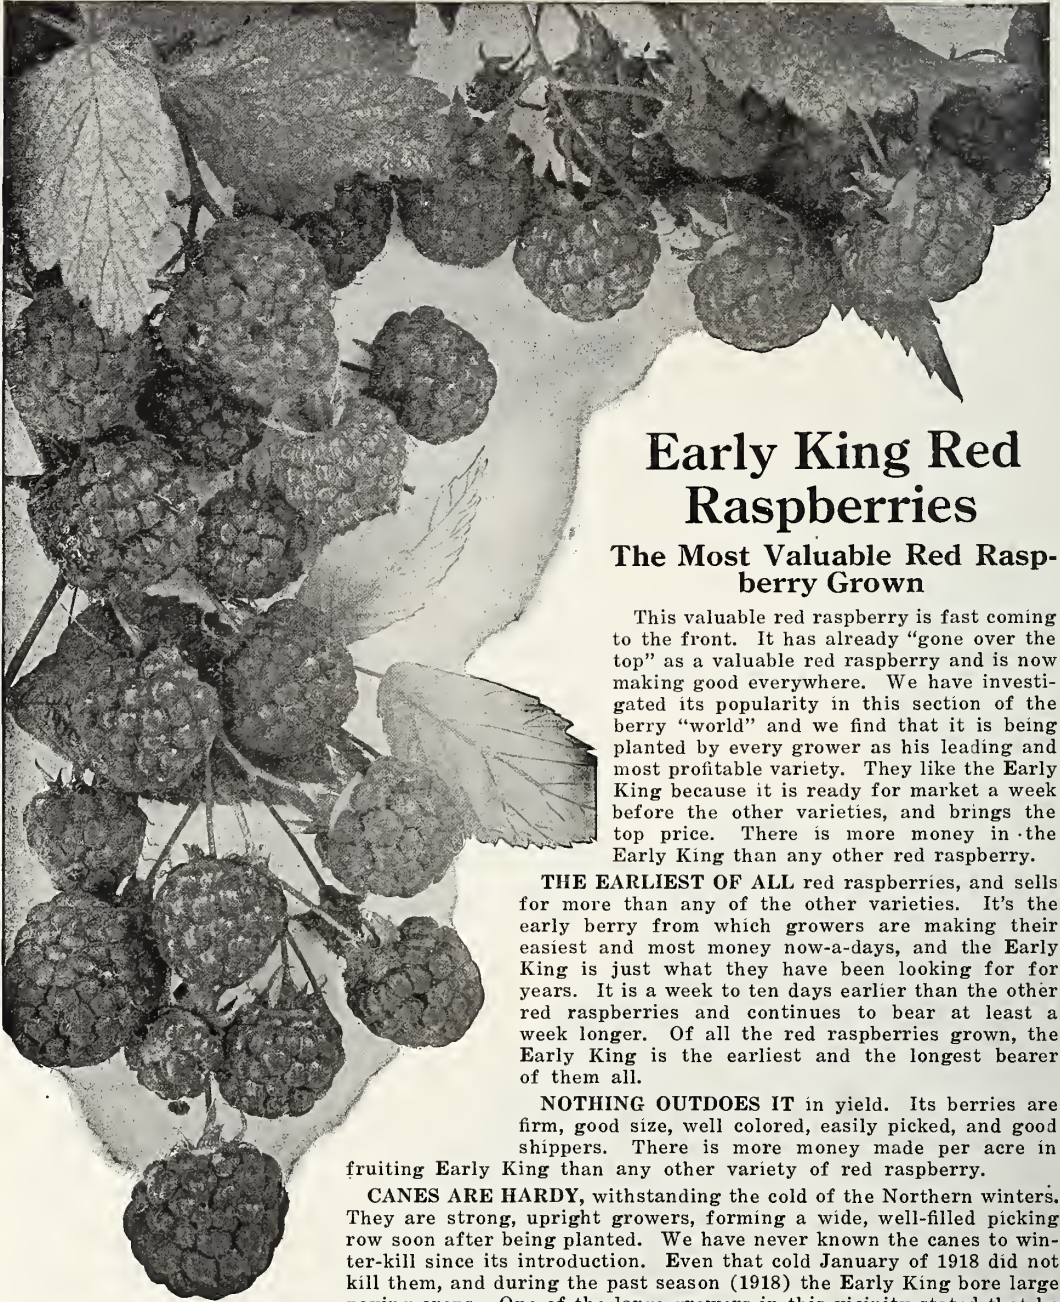 Early King Red
Raspberries
The Most Valuable Red Rasp-
berry Grown
This valuable red raspberry is fast coming
to the front. It has already “gone over the
top” as a valuable red raspberry and is now
making good everywhere. We have investi-
gated its popularity in this section of the
berry “world” and we find that it is being
planted by every grower as his leading and
most profitable variety. They like the Early
King because it is ready for market a week
before the other varieties, and brings the
top price. There is more money in the
Early King than any other red raspberry.
THE EARLIEST OF ALL red raspberries, and sells
for more than any of the other varieties. It's the
early berry from which growers are making their
easiest and most money now-a-days, and the Early
King is just what they have been looking for for
years. It is a week to ten days earlier than the other
red raspberries and continues to bear at least a
week longer. Of all the red raspberries grown, the
Early King is the earliest and the longest bearer
of them all.
NOTHING OUTDOES IT in yield. Its berries are
firm, good size, well colored, easily picked, and good
shippers. There is more money made per acre in
fruiting Early King than any other variety of red raspberry.
CANES ARE HARDY, withstanding the cold of the Northern winters.
They are strong, upright growers, forming a wide, well-filled picking
row soon after being planted. We have never known the canes to win-
ter-kill since its introduction. Even that cold January of 1918 did not
kill them, and during the past season (1918) the Early King bore large